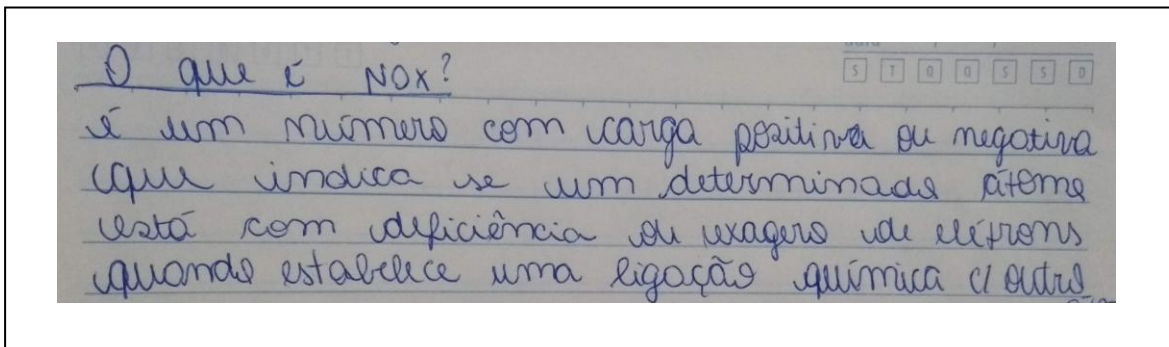 O que é NOX?
S T Q Q S S D
é um número com carga positiva ou negativa
que indica se um determinado átomo
está com deficiência ou exagero de elétrons
quando estabelece uma ligação química c/ outro